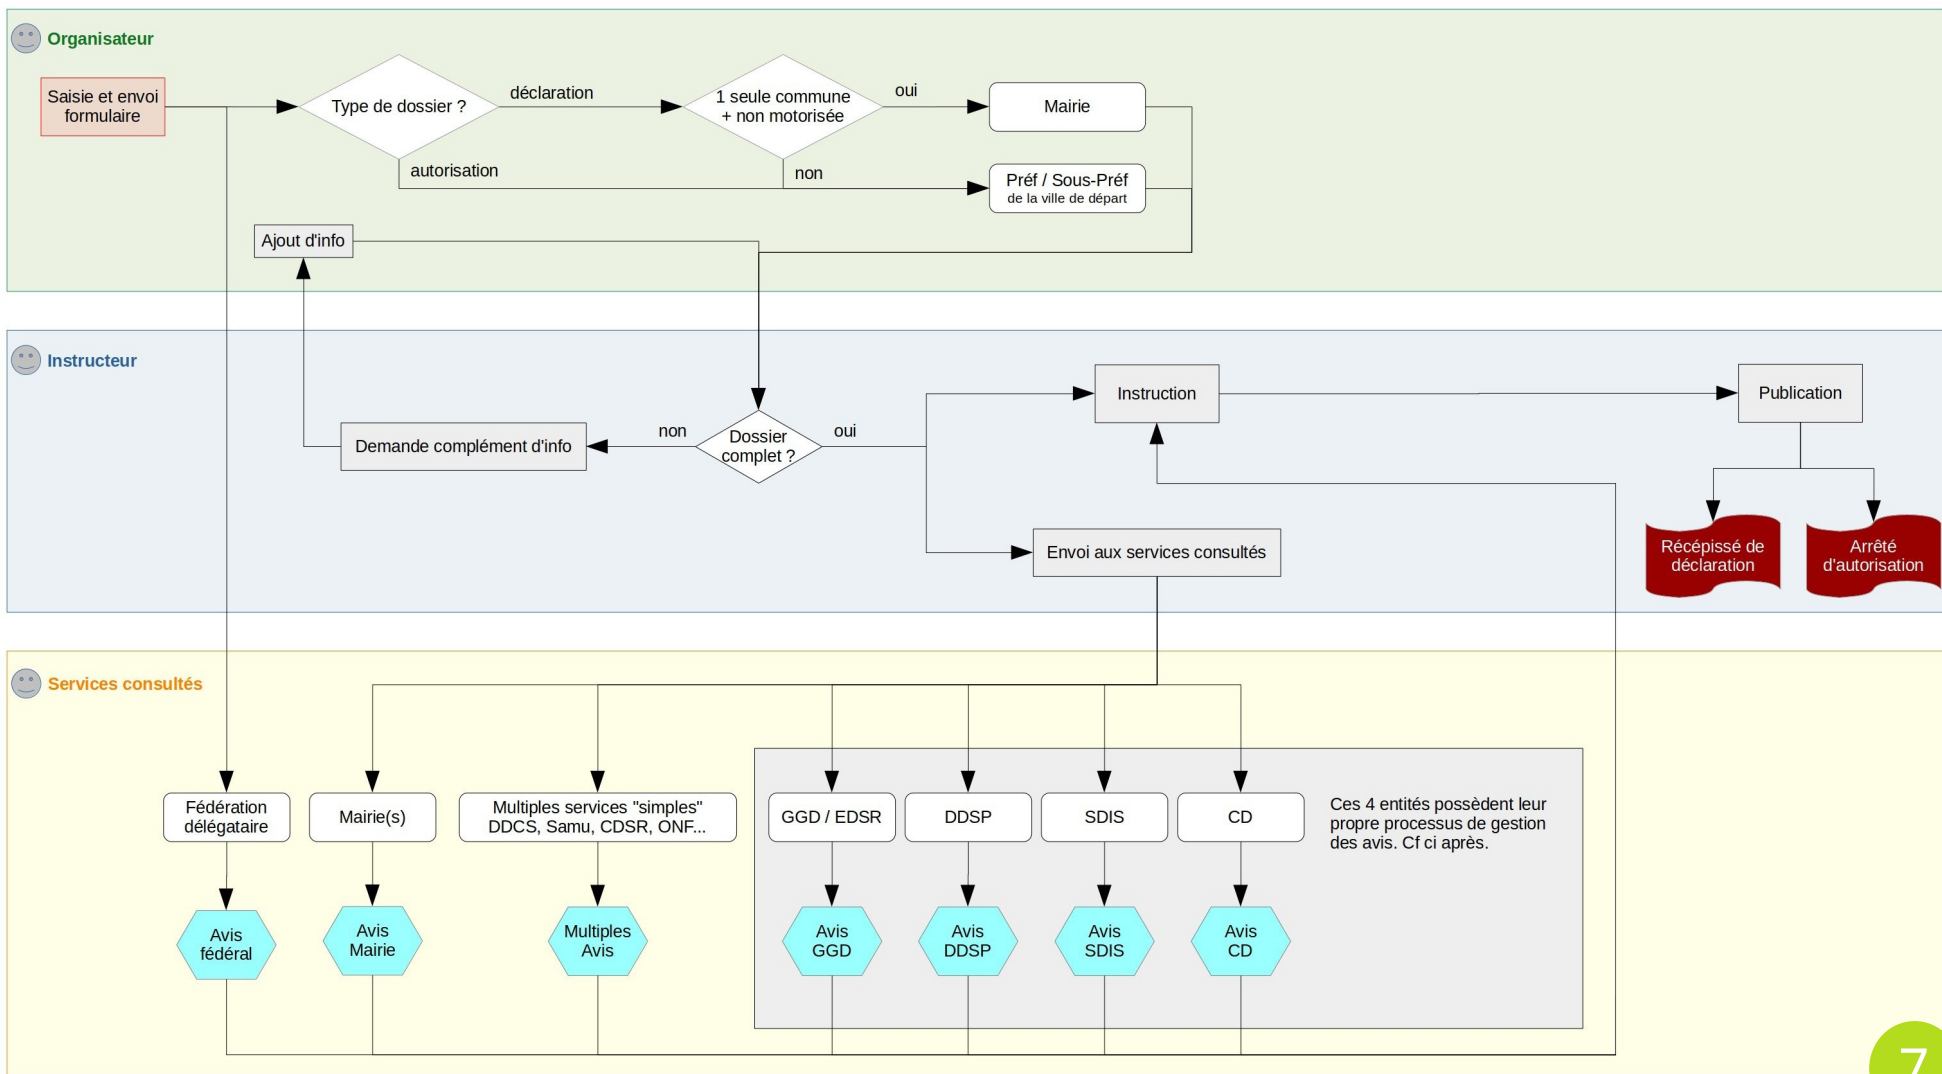 Organisateur
Saisie et envoi
formulaire
Type de dossier ?
déclaration
1 seule commune
+ non motorisée
oui
Mairie
autorisation
non
Préf / Sous-Préf
de la ville de départ
Ajout d'info
Instructeur
Demande complément d'info
non
Dossier
complet ?
oui
Instruction
Publication
Envoi aux services consultés
Récépissé de
déclaration
Arrêté
d'autorisation
Services consultés
Fédération
délégataire
Mairie(s)
Multiples services "simples"
DDCS, Samu, CDSR, ONF...
GGD / EDSR
DDSP
SDIS
CD
Ces 4 entités possèdent leur
propre processus de gestion
des avis. Cf ci après.
Avis
fédéral
Avis
Mairie
Multiples
Avis
Avis
GGD
Avis
DDSP
Avis
SDIS
Avis
CD
7